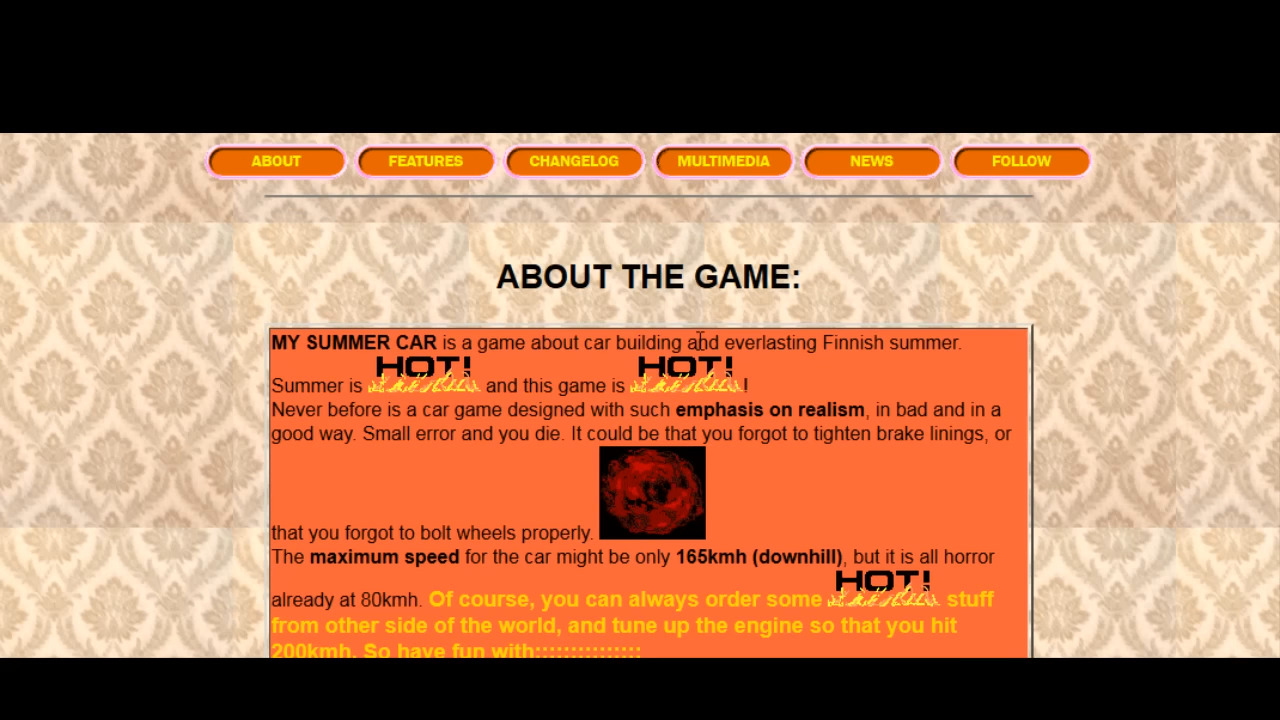 ABOUT FEATURES CHANGELOG MULTIMEDIA NEWS FOLLOW
ABOUT THE GAME:
MY SUMMER CAR is a game about car building and everlasting Finnish summer.
Summer is HOT! and this game is HOT! !
Never before is a car game designed with such emphasis on realism, in bad and in a
good way. Small error and you die. It could be that you forgot to tighten brake linings, or
that you forgot to bolt wheels properly.
The maximum speed for the car might be only 165kmh (downhill), but it is all horror
already at 80kmh. Of course, you can always order some HOT! stuff
from other side of the world, and tune up the engine so that you hit
200kmh. So have fun with:::::::::::::::